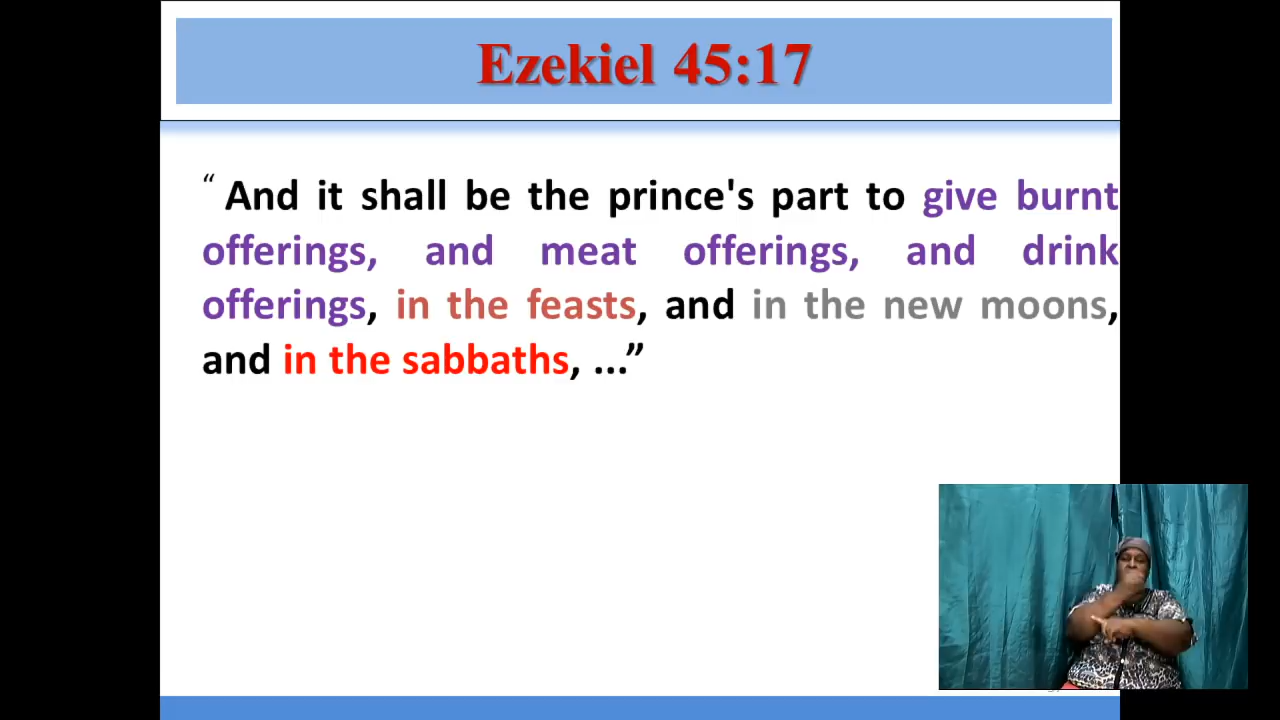 Ezekiel 45:17
“ And it shall be the prince's part to give burnt
offerings, and meat offerings, and drink
offerings, in the feasts, and in the new moons,
and in the sabbaths, ...”